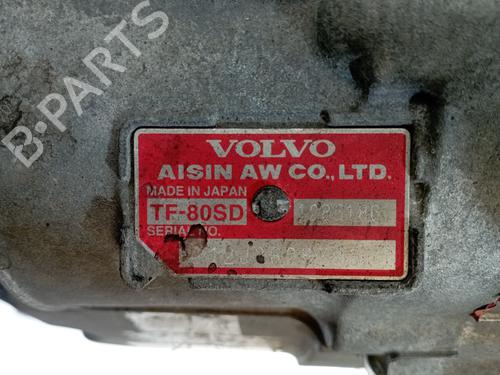 B-PARTS
VOLVO
AISIN AW CO., LTD.
MADE IN JAPAN
TF-80SD
SERIAL NO.